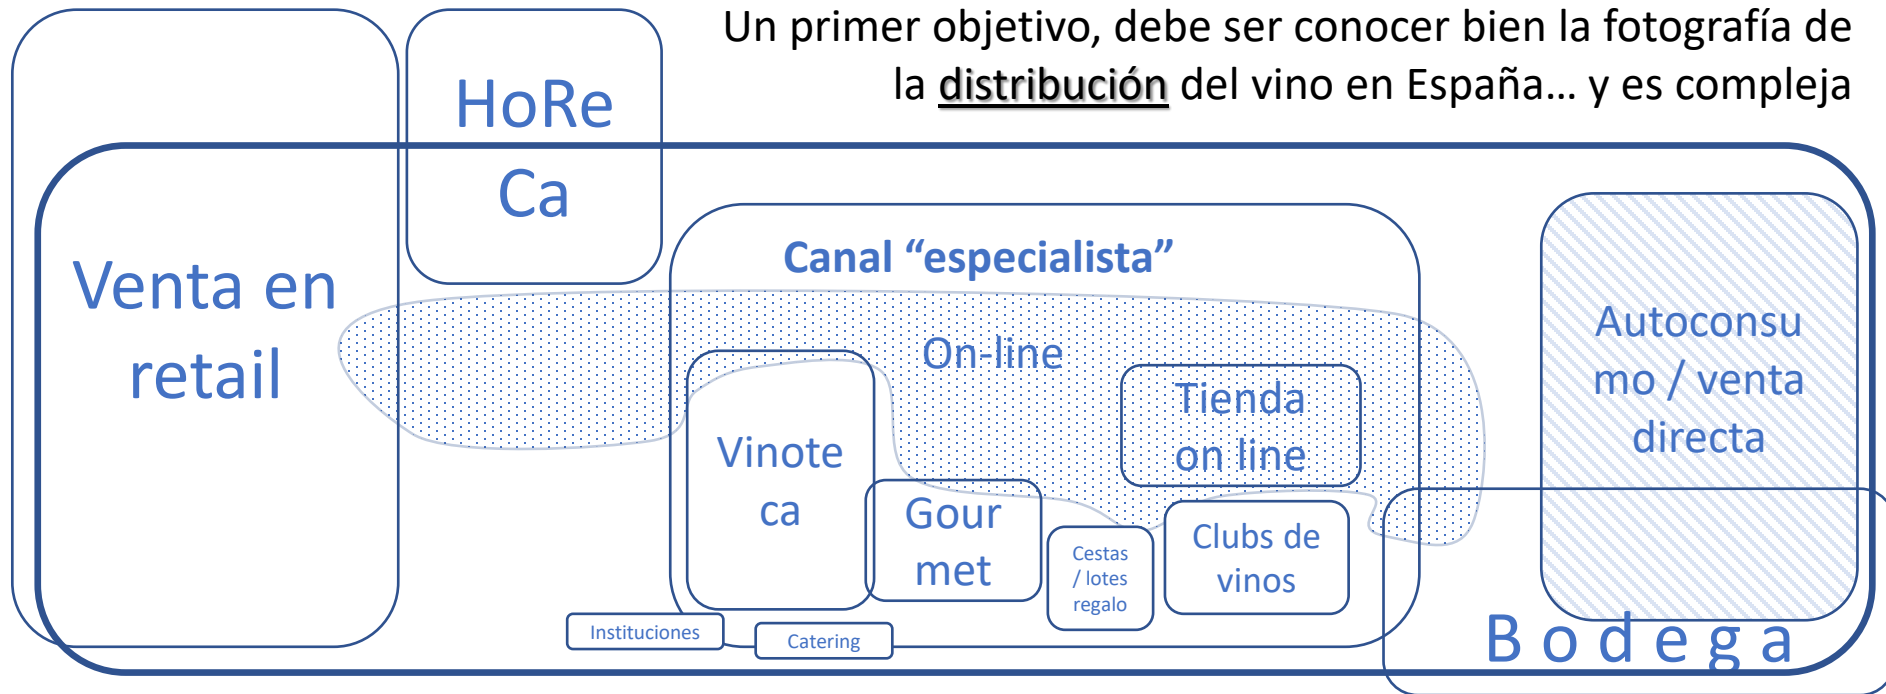 Un primer objetivo, debe ser conocer bien la fotografía de
la distribución del vino en España... y es compleja
HoRe
Ca
Venta en
retail
Canal “especialista”
On-line
Vinote
ca
Gour
met
Tienda
on line
Cestas
/ lotes
regalo
Clubs de
vinos
Instituciones
Catering
Autoconsu
mo / venta
directa
Bodega